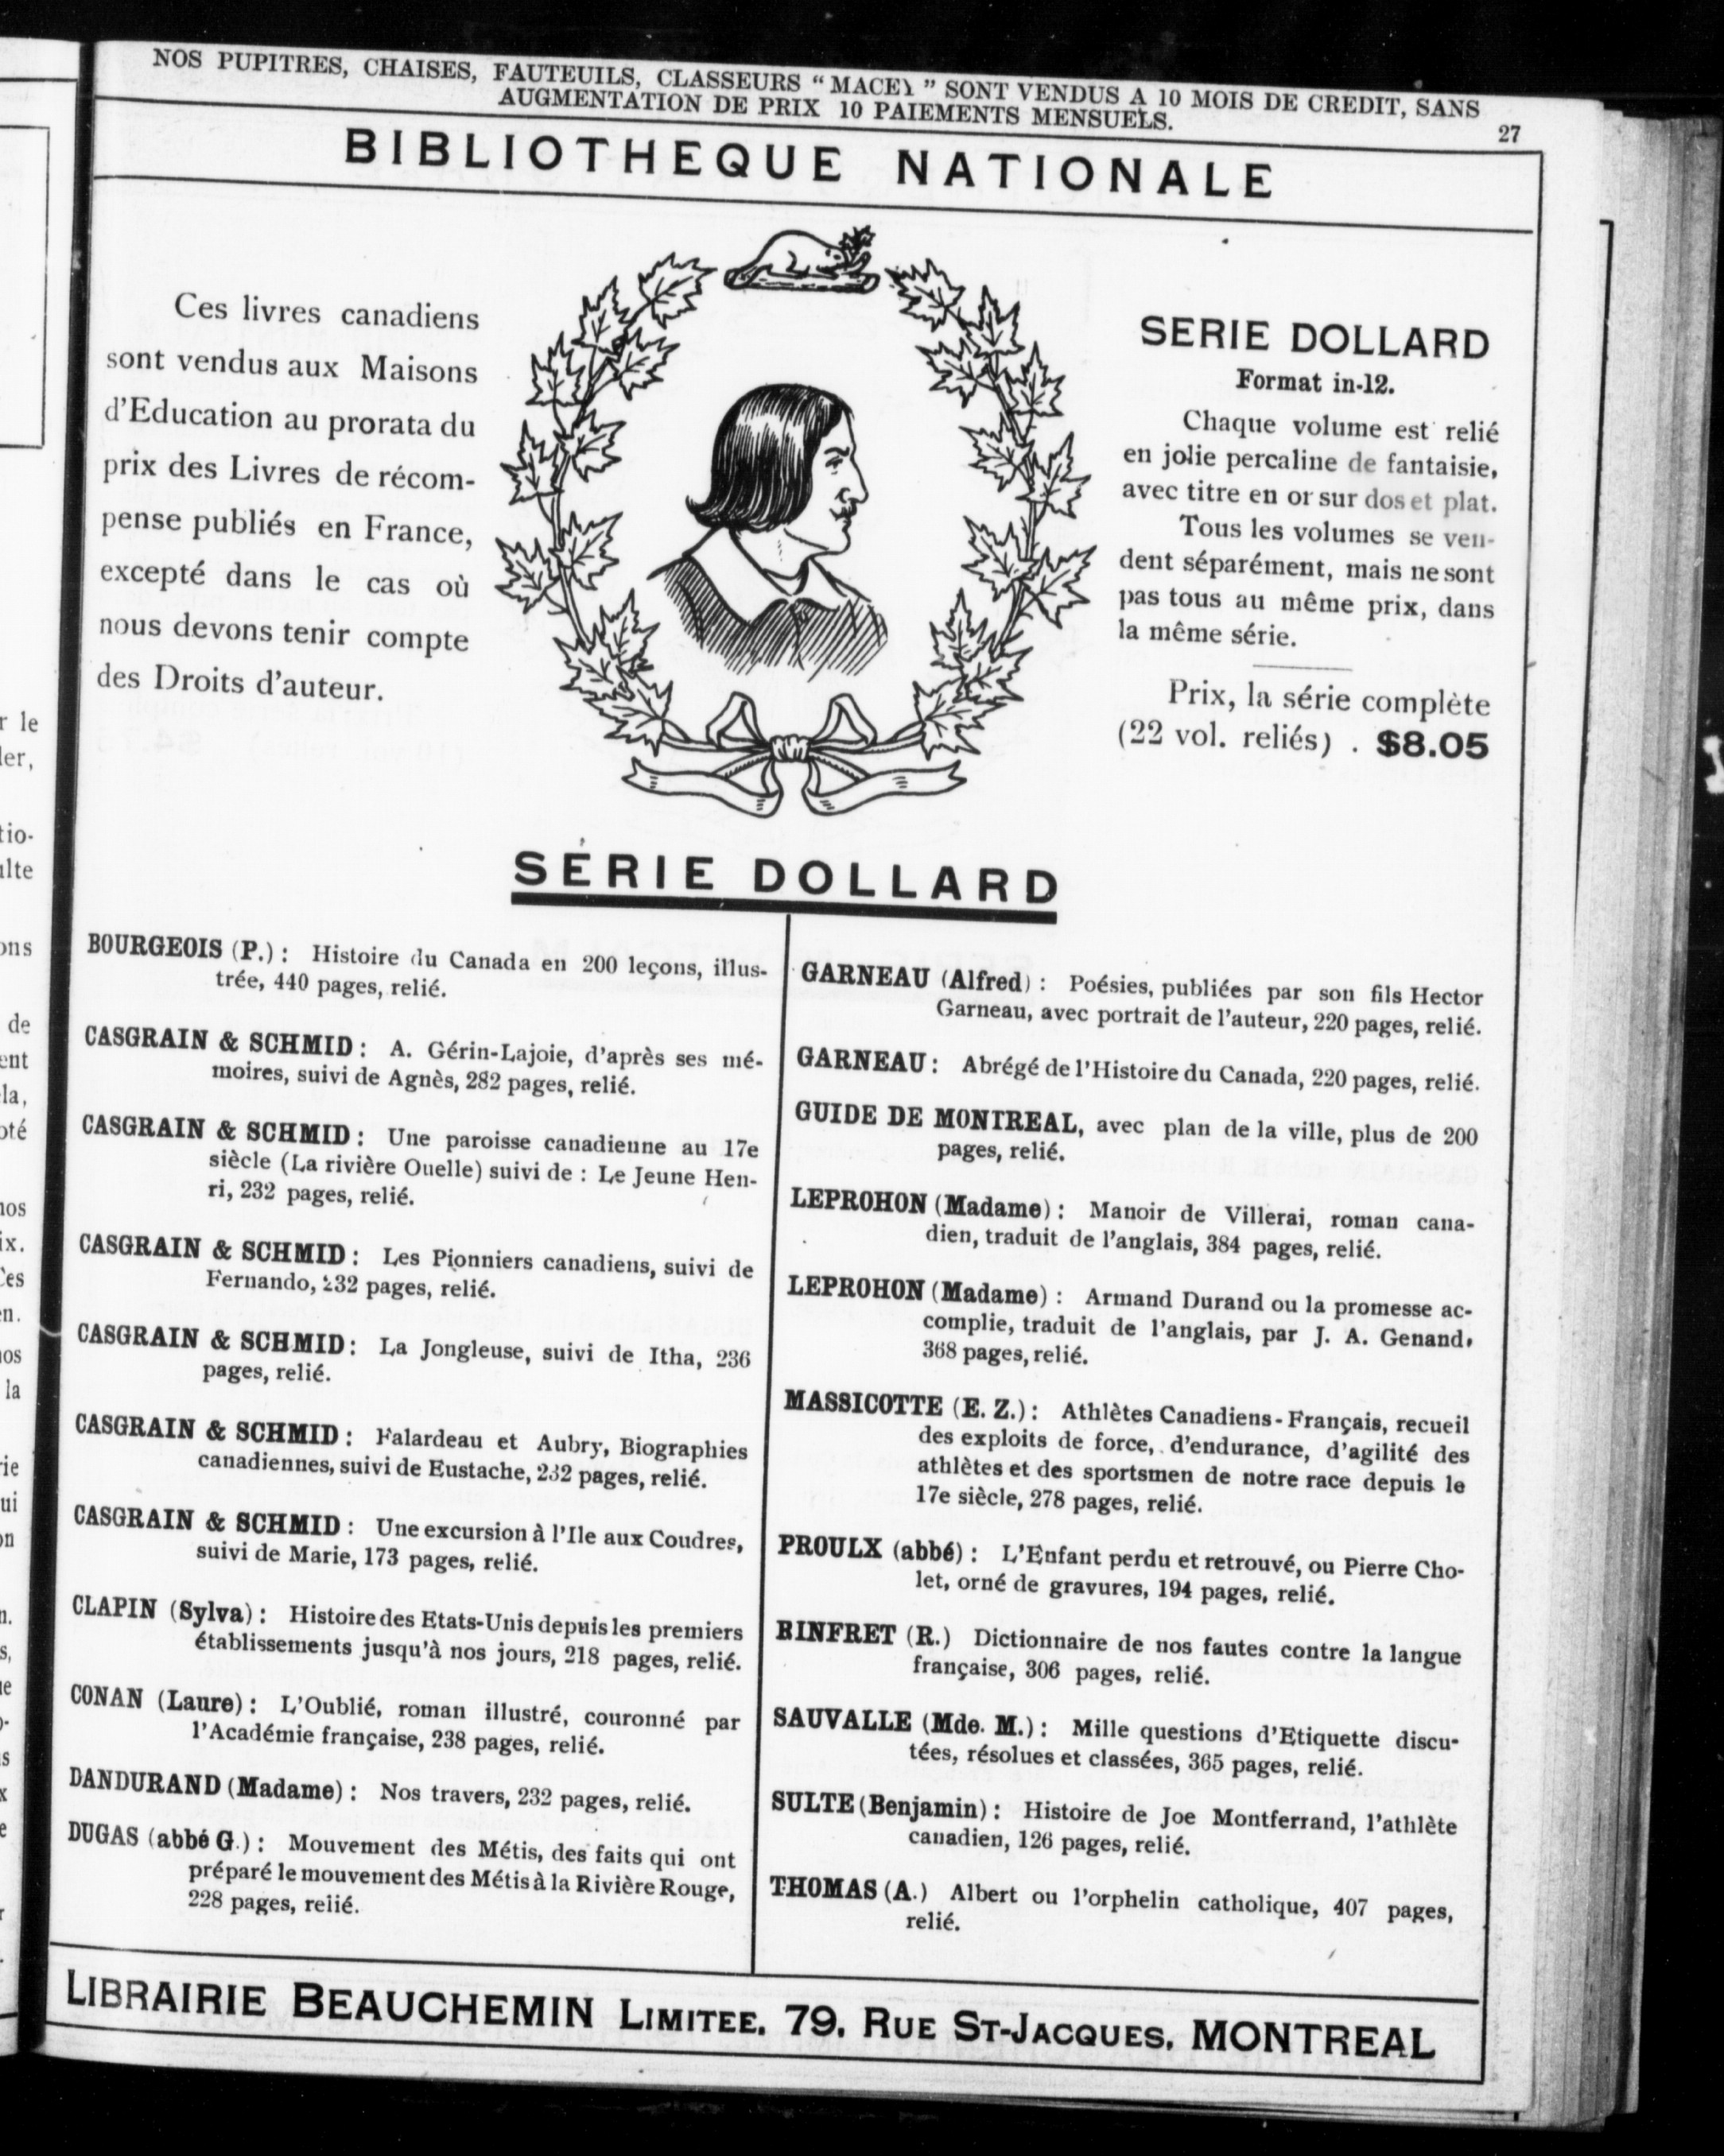 NOS PUPITRES, CHAISES, FAUTEUILS, CLASSEURS “ MACEY ” SONT VENDUS A 10 MOIS DE CREDIT, SANS
AUGMENTATION DE PRIX 10 PAIEMENTS MENSUELS.
27
BIBLIOTHEQUE NATIONALE
Ces livres canadiens
sont vendus aux Maisons
d'Education au prorata du
prix des Livres de récom-
pense publiés en France,
excepté dans le cas où
nous devons tenir compte
des Droits d'auteur.
SERIE DOLLARD
Format in-12.
Chaque volume est relié
en jolie percaline de fantaisie,
avec titre en or sur dos et plat.
Tous les volumes se ven-
dent séparément, mais ne sont
pas tous au même prix, dans
la même série.
Prix, la série complète
(22 vol. reliés) . $8.05
SÉRIE DOLLARD
BOURGEOIS (P.) : Histoire du Canada en 200 leçons, illus-
trée, 440 pages, relié.
CASGRAIN & SCHMID : A. Gérin-Lajoie, d'après ses mé-
moires, suivi de Agnès, 282 pages, relié.
CASGRAIN & SCHMID : Une paroisse canadienne au 17e
siècle (La rivière Ouelle) suivi de : Le Jeune Hen-
ri, 232 pages, relié.
CASGRAIN & SCHMID : Les Pionniers canadiens, suivi de
Fernando, 232 pages, relié.
CASGRAIN & SCHMID : La Jongleuse, suivi de Itha, 236
pages, relié.
CASGRAIN & SCHMID : Falardeau et Aubry, Biographies
canadiennes, suivi de Eustache, 232 pages, relié.
CASGRAIN & SCHMID : Une excursion à l'Ile aux Coudres,
suivi de Marie, 173 pages, relié.
CLAPIN (Sylva) : Histoire des Etats-Unis depuis les premiers
établissements jusqu'à nos jours, 218 pages, relié.
CONAN (Laure) : L'Oublié, roman illustré, couronné par
l'Académie française, 238 pages, relié.
DANDURAND (Madame) : Nos travers, 232 pages, relié.
DUGAS (abbé G.) : Mouvement des Métis, des faits qui ont
préparé le mouvement des Métis à la Rivière Rouge,
228 pages, relié.
GARNEAU (Alfred) : Poésies, publiées par son fils Hector
Garneau, avec portrait de l'auteur, 220 pages, relié.
GARNEAU : Abrégé de l'Histoire du Canada, 220 pages, relié.
GUIDE DE MONTREAL, avec plan de la ville, plus de 200
pages, relié.
LEPROHON (Madame) : Manoir de Villerai, roman cana-
dien, traduit de l'anglais, 384 pages, relié.
LEPROHON (Madame) : Armand Durand ou la promesse ac-
complie, traduit de l'anglais, par J. A. Genand,
368 pages, relié.
MASSICOTTE (E. Z.) : Athlètes Canadiens-Français, recueil
des exploits de force, d'endurance, d'agilité des
athlètes et des sportsmen de notre race depuis le
17e siècle, 278 pages, relié.
PROULX (abbé) : L'Enfant perdu et retrouvé, ou Pierre Cho-
let, orné de gravures, 194 pages, relié.
RINFRET (R.) Dictionnaire de nos fautes contre la langue
française, 306 pages, relié.
SAUVALLE (Mde. M.) : Mille questions d'Etiquette discu-
tées, résolues et classées, 365 pages, relié.
SULTE (Benjamin) : Histoire de Joe Montferrand, l'athlète
canadien, 126 pages, relié.
THOMAS (A.) Albert ou l'orphelin catholique, 407 pages,
relié.
LIBRAIRIE BEAUCHEMIN LIMITEE, 79, RUE ST-JACQUES, MONTREAL